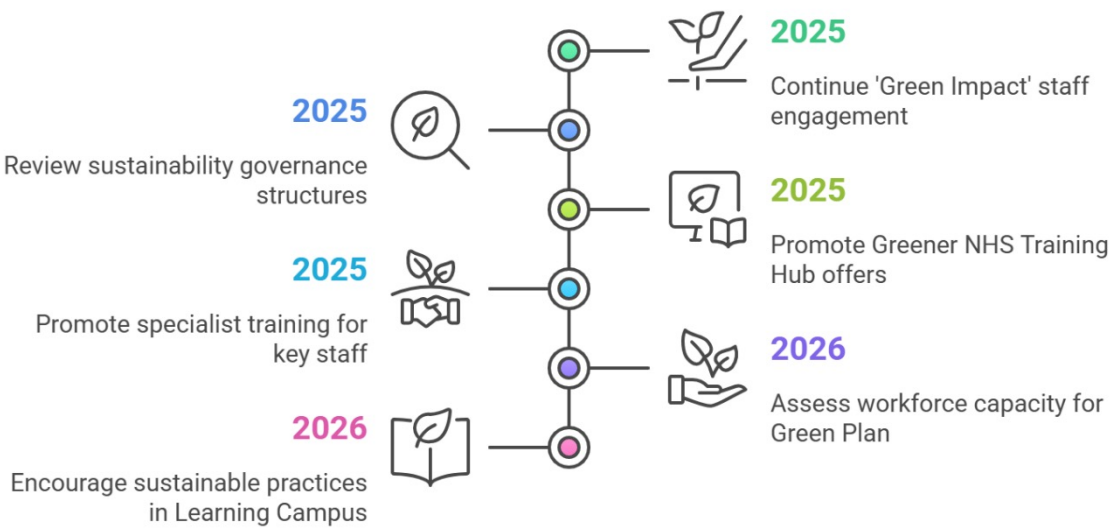 2025
Continue 'Green Impact' staff
engagement
2025
Review sustainability governance
structures
2025
Promote Greener NHS Training
Hub offers
2025
Promote specialist training for
key staff
2026
Assess workforce capacity for
Green Plan
2026
Encourage sustainable practices
in Learning Campus